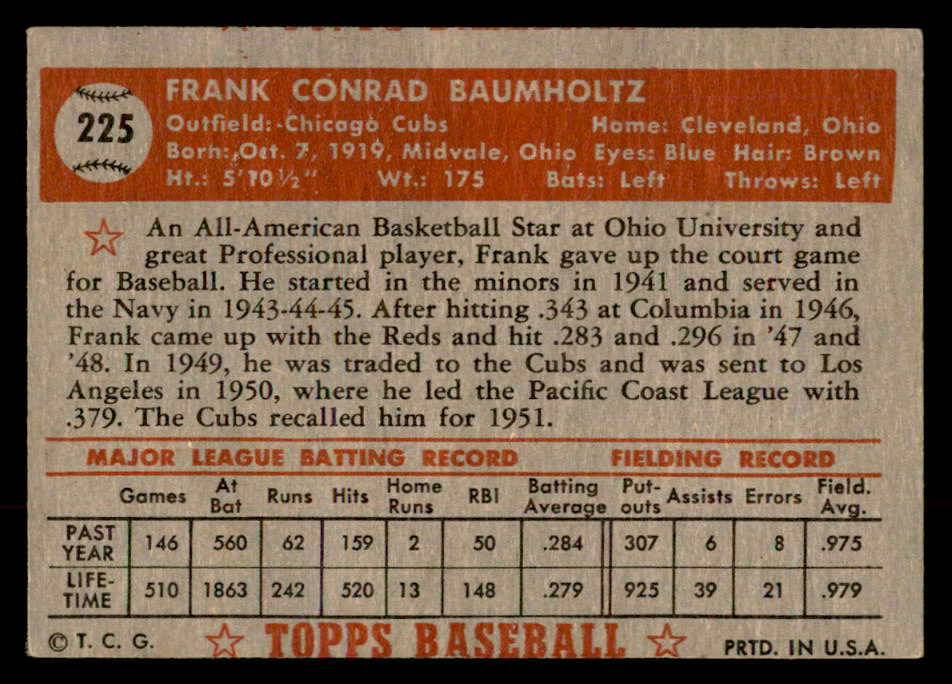 FRANK CONRAD BAUMHOLTZ
225
Outfield: Chicago Cubs Home: Cleveland, Ohio
Born: Oct. 7, 1919, Midvale, Ohio Eyes: Blue Hair: Brown
Ht.: 5'10½" Wt.: 175 Bats: Left Throws: Left
An All-American Basketball Star at Ohio University and
great Professional player, Frank gave up the court game
for Baseball. He started in the minors in 1941 and served in
the Navy in 1943-44-45. After hitting .343 at Columbia in 1946,
Frank came up with the Reds and hit .283 and .296 in '47 and
'48. In 1949, he was traded to the Cubs and was sent to Los
Angeles in 1950, where he led the Pacific Coast League with
.379. The Cubs recalled him for 1951.
MAJOR LEAGUE BATTING RECORD FIELDING RECORD
Games At Bat Runs Hits Home Runs RBI Batting Average Put-outs Assists Errors Field. Avg.
PAST YEAR 146 560 62 159 2 50 .284 307 6 8 .975
LIFE-TIME 510 1863 242 520 13 148 .279 925 39 21 .979
© T. C. G. TOPPS BASEBALL PRTD. IN U.S.A.